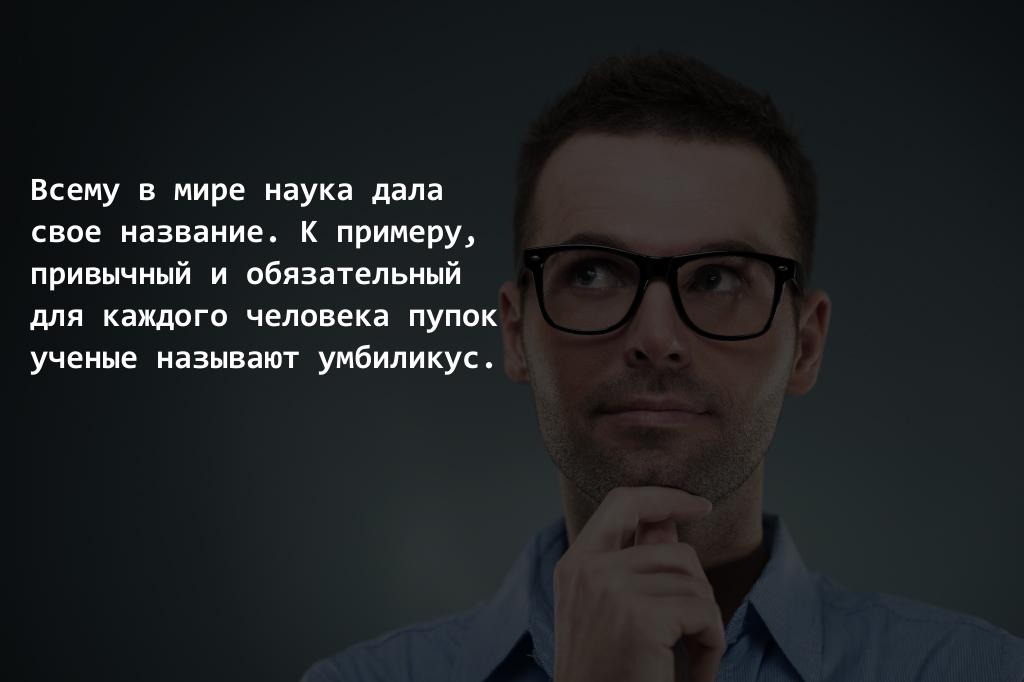 Всему в мире наука дала
свое название. К примеру,
привычный и обязательный
для каждого человека пупок
ученые называют умбиликус.